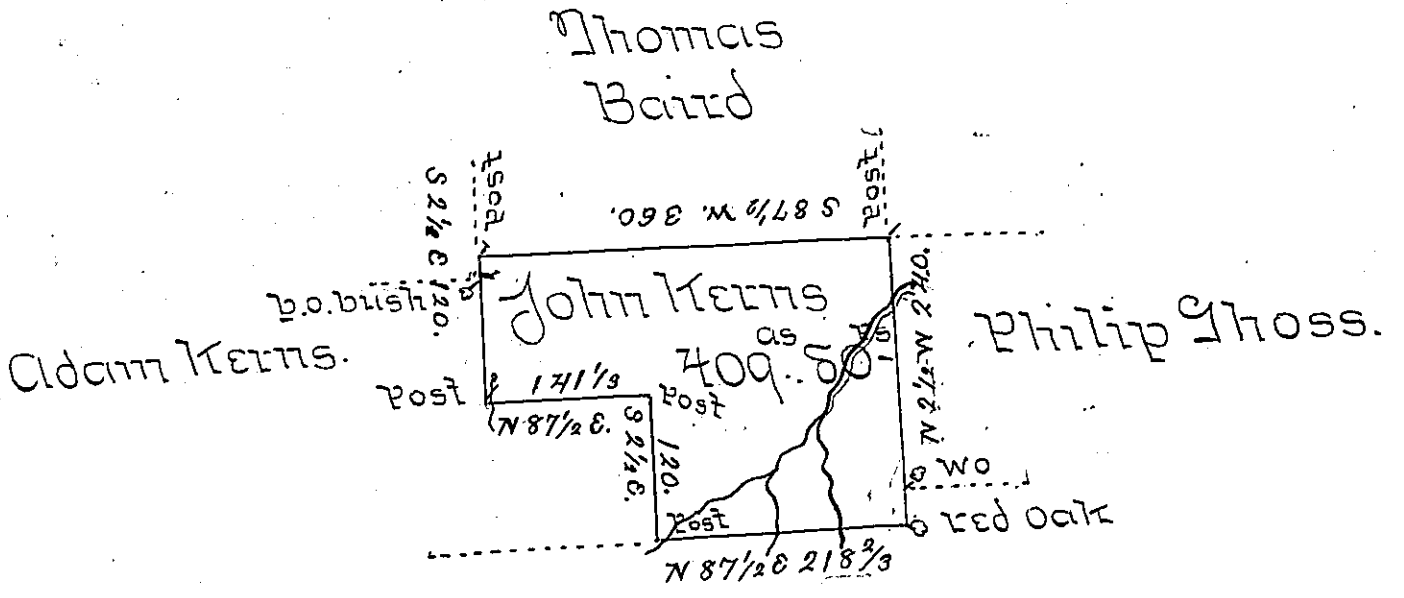 Thomas
Baird
Post
Post
S 2½ E 120.
S 87½ W. 360.
b.o.bush
John Kerns
as ps
409.. 80
N 2½ W 240.
Adam Kerns.
Philip Ghoss.
Post
141⅓
Post
N 87½ E.
S 2½ E.
120.
WO
Post
red oak
N 87½ E 218⅔